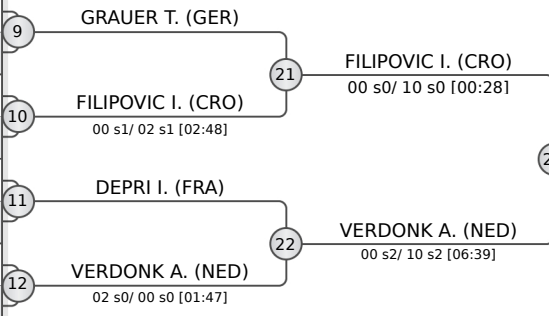 GRAUER T. (GER)
9
21
FILIPOVIC I. (CRO)
00 s0/ 10 s0 [00:28]
FILIPOVIC I. (CRO)
10
00 s1/ 02 s1 [02:48]
DEPRI I. (FRA)
11
22
VERDONK A. (NED)
00 s2/ 10 s2 [06:39]
VERDONK A. (NED)
12
02 s0/ 00 s0 [01:47]